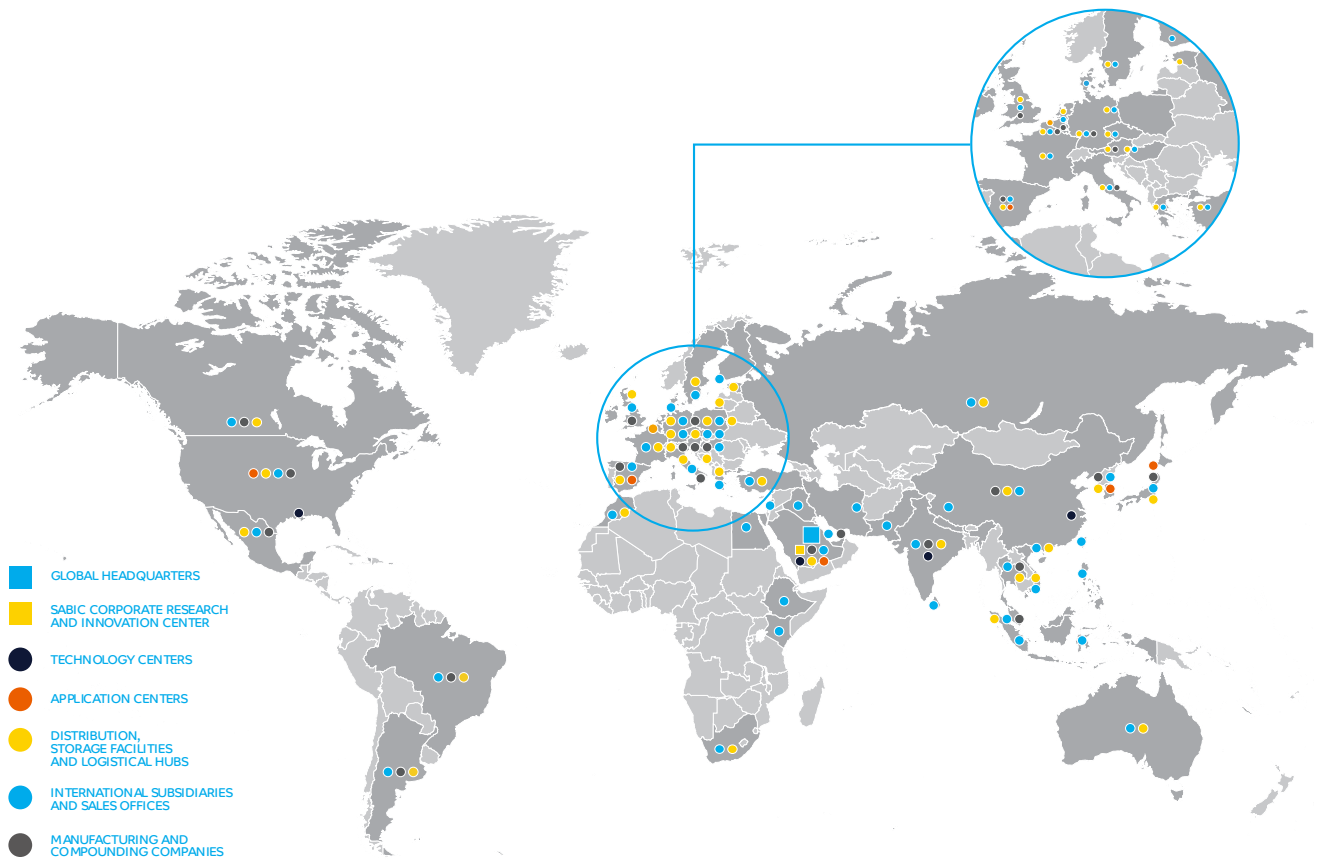 GLOBAL HEADQUARTERS
SABIC CORPORATE RESEARCH
AND INNOVATION CENTER
TECHNOLOGY CENTERS
APPLICATION CENTERS
DISTRIBUTION,
STORAGE FACILITIES
AND LOGISTICAL HUBS
INTERNATIONAL SUBSIDIARIES
AND SALES OFFICES
MANUFACTURING AND
COMPOUNDING COMPANIES